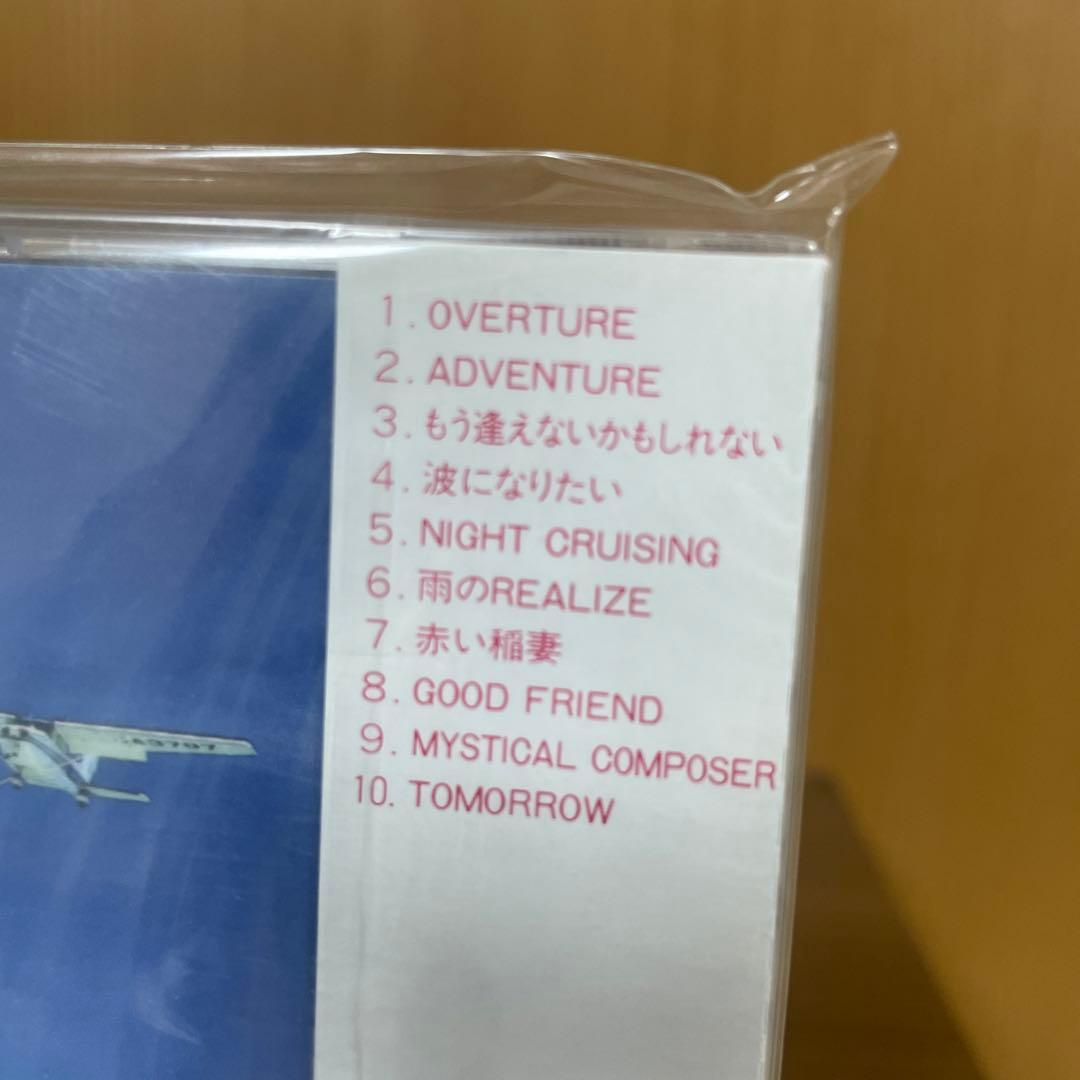 1. OVERTURE
2. ADVENTURE
3. もう逢えないかもしれない
4. 波になりたい
5. NIGHT CRUISING
6. 雨のREALIZE
7. 赤い稲妻
8. GOOD FRIEND
9. MYSTICAL COMPOSER
10. TOMORROW
A3707